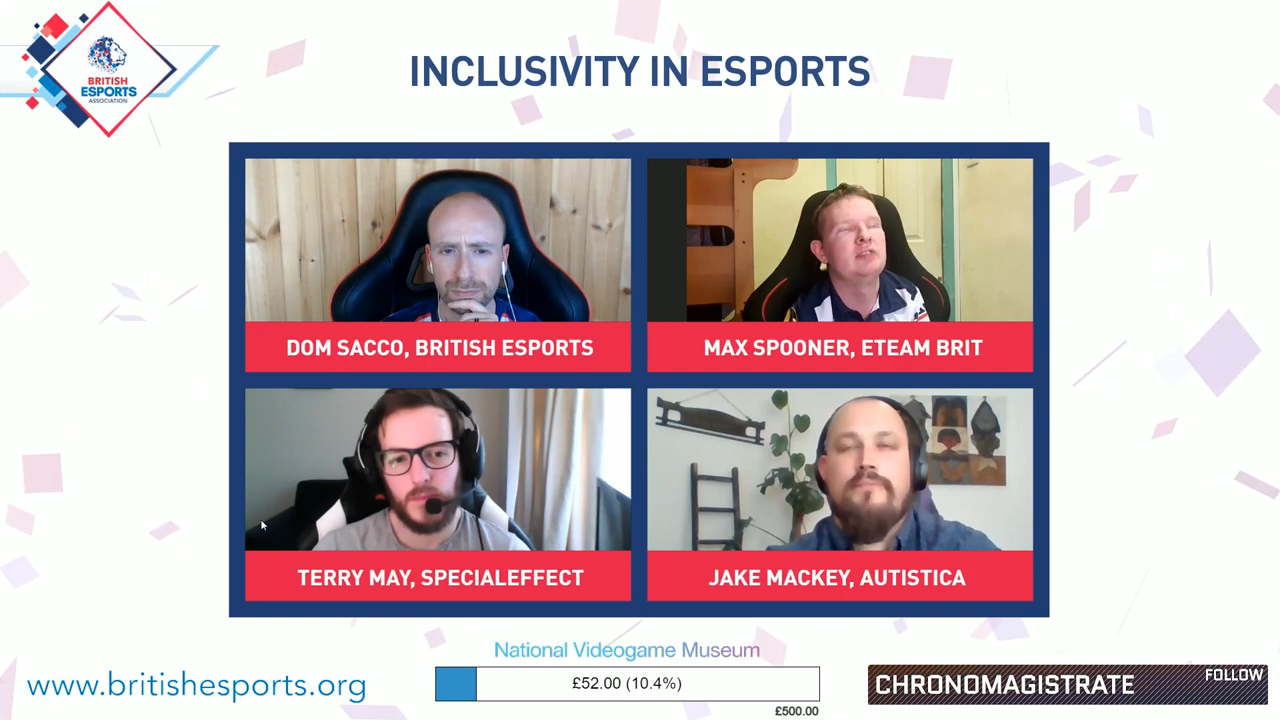 BRITISH
ESPORTS
ASSOCIATION
INCLUSIVITY IN ESPORTS
DOM SACCO, BRITISH ESPORTS
MAX SPOONER, ETEAM BRIT
TERRY MAY, SPECIALEFFECT
JAKE MACKEY, AUTISTICA
National Videogame Museum
£52.00 (10.4%)
£500.00
www.britishesports.org
CHRONOMAGISTRATE
FOLLOW